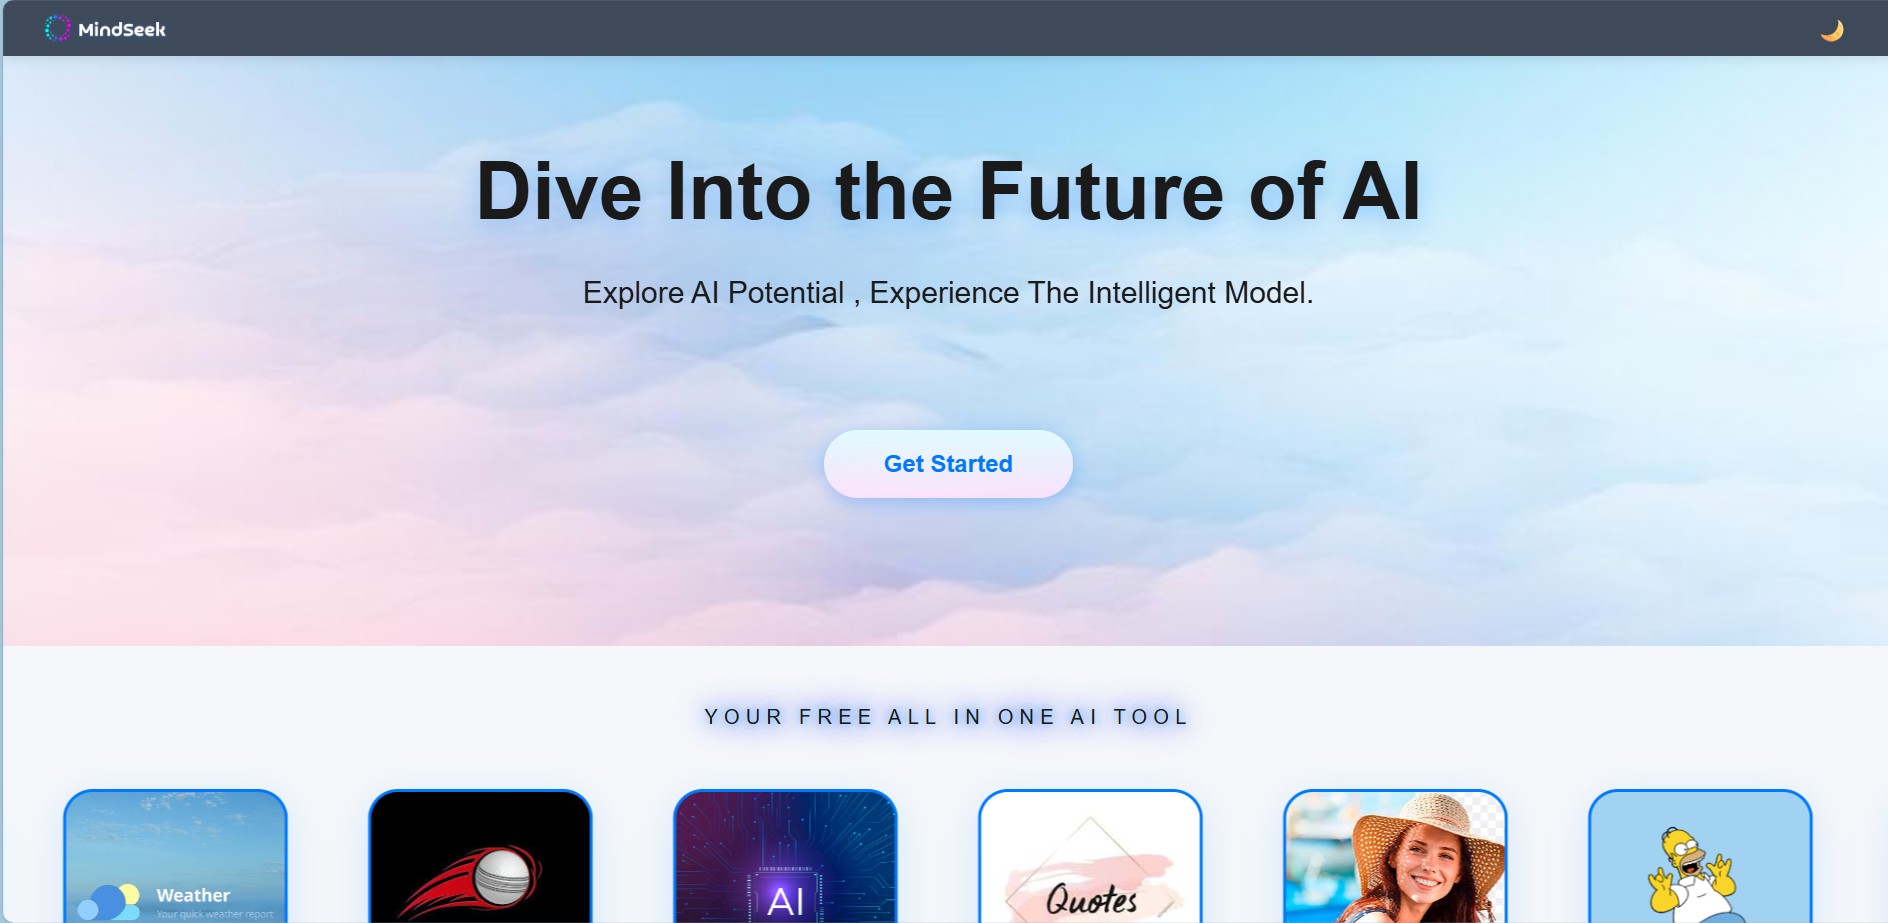 MindSeek
Dive Into the Future of AI
Explore AI Potential , Experience The Intelligent Model.
Get Started
YOUR FREE ALL IN ONE AI TOOL
Weather
Your quick weather report
AI
Quotes